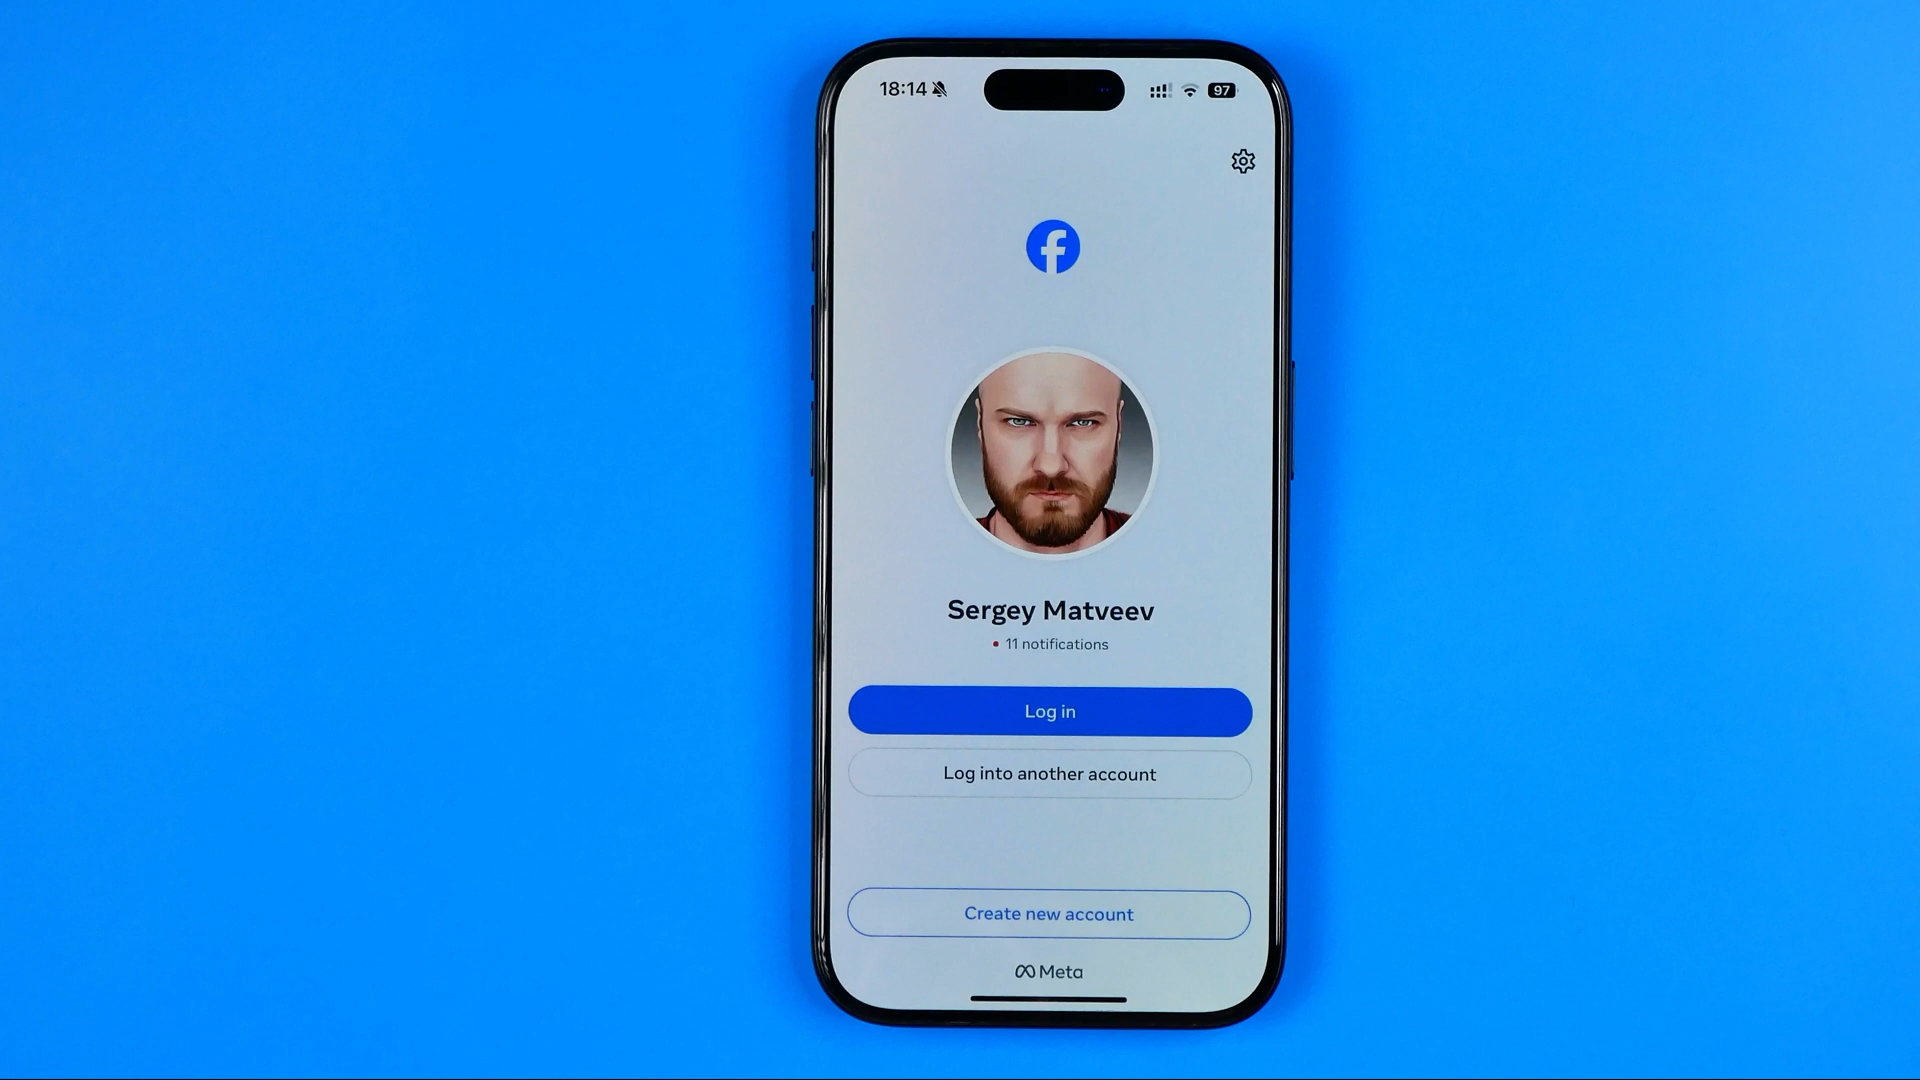 18:14
97
Sergey Matveev
11 notifications
Log in
Log into another account
Create new account
Meta